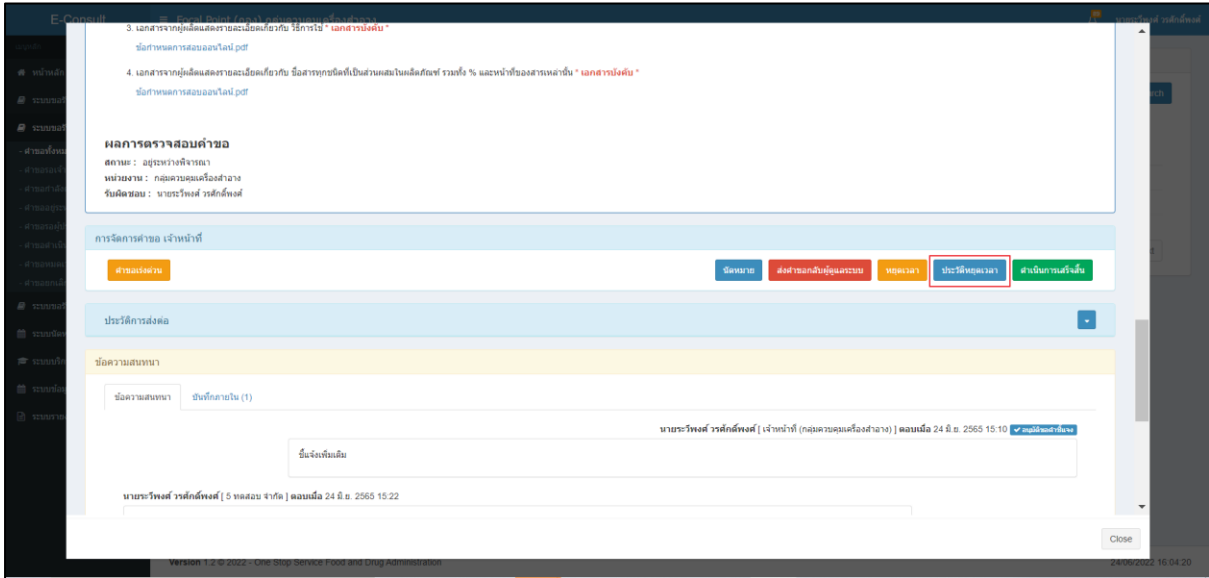 E-Consult
Focal Point (กอง) กลุ่มควบคุมเครื่องสำอาง
นายระวีพงศ์ วรศักดิ์พงศ์
เมนูหลัก
หน้าหลัก
3. เอกสารจากผู้ผลิตแสดงรายละเอียดเกี่ยวกับ วิธีการใช้ * เอกสารบังคับ *
ข้อกำหนดการสอบออนไลน์.pdf
4. เอกสารจากผู้ผลิตแสดงรายละเอียดเกี่ยวกับ ชื่อสารทุกชนิดที่เป็นส่วนผสมในผลิตภัณฑ์ รวมทั้ง % และหน้าที่ของสารเหล่านั้น * เอกสารบังคับ *
ข้อกำหนดการสอบออนไลน์.pdf
ผลการตรวจสอบคำขอ
สถานะ : อยู่ระหว่างพิจารณา
หน่วยงาน : กลุ่มควบคุมเครื่องสำอาง
รับผิดชอบ : นายระวีพงศ์ วรศักดิ์พงศ์
การจัดการคำขอ เจ้าหน้าที่
คำขอเร่งด่วน นัดหมาย ส่งคำขอกลับผู้ดูแลระบบ หยุดเวลา ประวัติหยุดเวลา ดำเนินการเสร็จสิ้น
ประวัติการส่งต่อ
ข้อความสนทนา
ข้อความสนทนา บันทึกภายใน (1)
นายระวีพงศ์ วรศักดิ์พงศ์ [ เจ้าหน้าที่ (กลุ่มควบคุมเครื่องสำอาง) ] ตอบเมื่อ 24 มิ.ย. 2565 15:10 อนุมัติขอคำชี้แจง
ชี้แจ้งเพิ่มเติม
นายระวีพงศ์ วรศักดิ์พงศ์ [ 5 ทดสอบ จำกัด ] ตอบเมื่อ 24 มิ.ย. 2565 15:22
Close
Version 1.2 © 2022 - One Stop Service Food and Drug Administration
24/06/2022 16.04.20